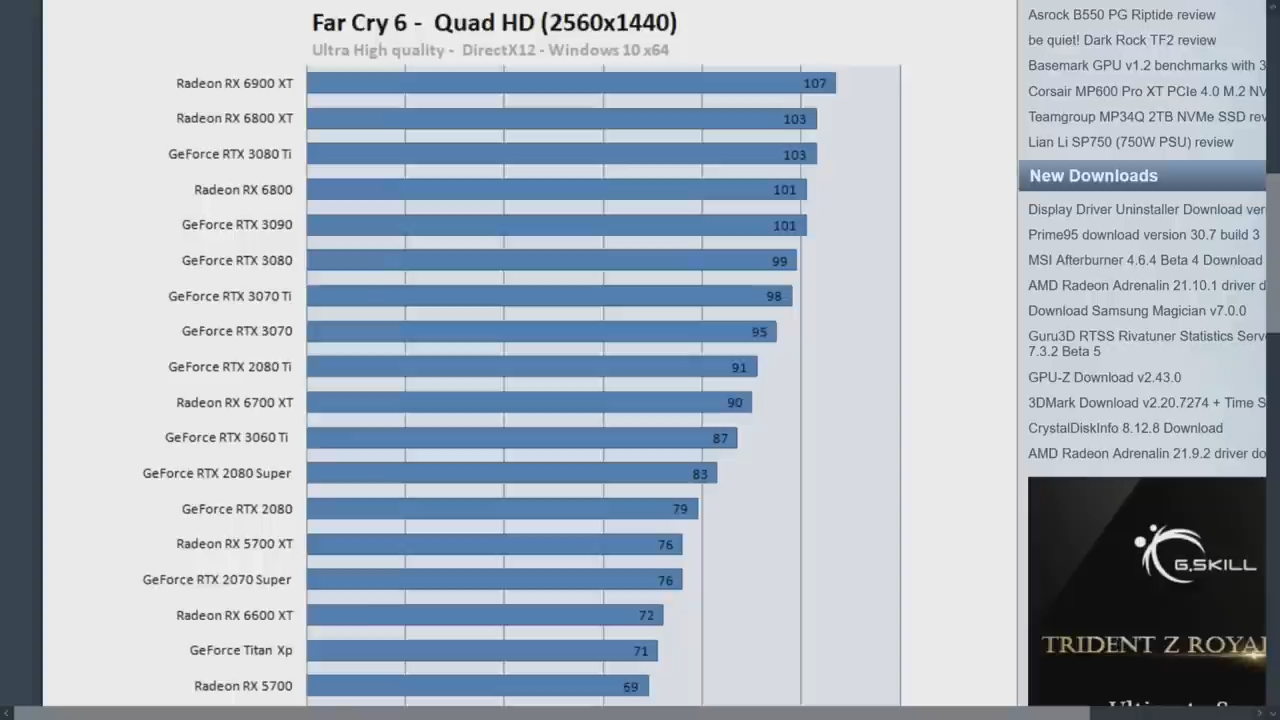 Far Cry 6 - Quad HD (2560x1440)
Ultra High quality - DirectX12 - Windows 10 x64
Radeon RX 6900 XT 107
Radeon RX 6800 XT 103
GeForce RTX 3080 Ti 103
Radeon RX 6800 101
GeForce RTX 3090 101
GeForce RTX 3080 99
GeForce RTX 3070 Ti 98
GeForce RTX 3070 95
GeForce RTX 2080 Ti 91
Radeon RX 6700 XT 90
GeForce RTX 3060 Ti 87
GeForce RTX 2080 Super 83
GeForce RTX 2080 79
Radeon RX 5700 XT 76
GeForce RTX 2070 Super 76
Radeon RX 6600 XT 72
GeForce Titan Xp 71
Radeon RX 5700 69
Asrock B550 PG Riptide review
be quiet! Dark Rock TF2 review
Basemark GPU v1.2 benchmarks with 3
Corsair MP600 Pro XT PCIe 4.0 M.2 NV
Teamgroup MP34Q 2TB NVMe SSD rev
Lian Li SP750 (750W PSU) review
New Downloads
Display Driver Uninstaller Download ver
Prime95 download version 30.7 build 3
MSI Afterburner 4.6.4 Beta 4 Download
AMD Radeon Adrenalin 21.10.1 driver d
Download Samsung Magician v7.0.0
Guru3D RTSS Rivatuner Statistics Serv
7.3.2 Beta 5
GPU-Z Download v2.43.0
3DMark Download v2.20.7274 + Time S
CrystalDiskInfo 8.12.8 Download
AMD Radeon Adrenalin 21.9.2 driver do
G.SKILL
TRIDENT Z ROYA